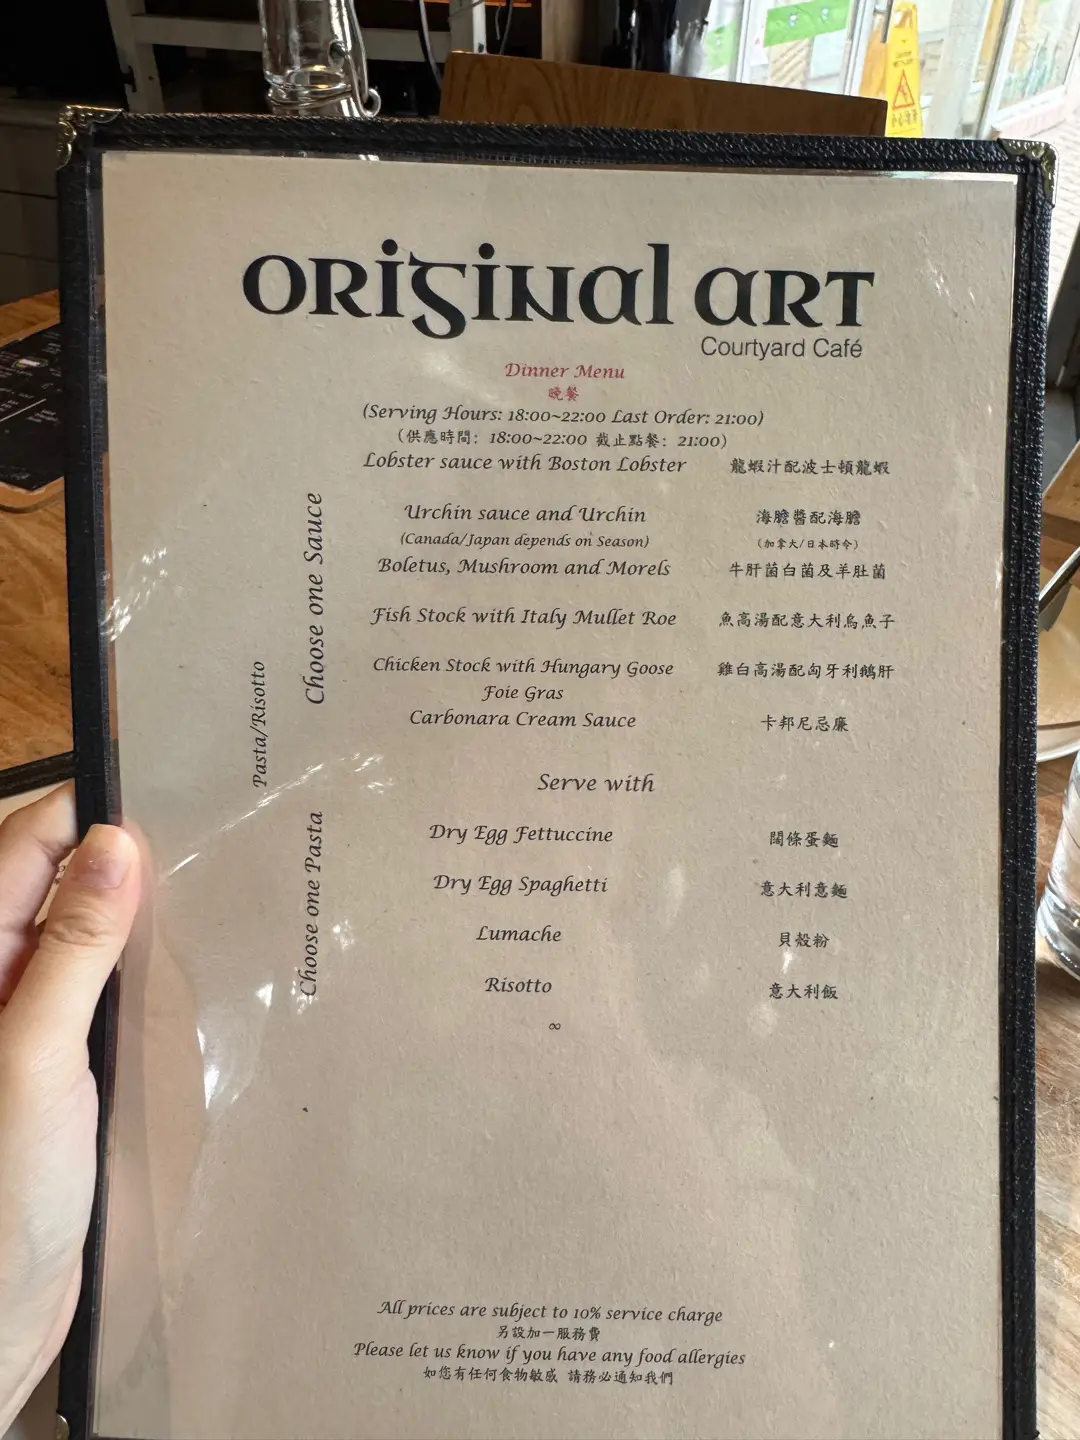 ORIGINAL ART
Courtyard Café
Dinner Menu
晚餐
(Serving Hours: 18:00~22:00 Last Order: 21:00)
(供應時間: 18:00~22:00 截止點餐: 21:00)
Pasta/Risotto
Choose one Sauce
Lobster sauce with Boston Lobster 龍蝦汁配波士頓龍蝦
Urchin sauce and Urchin 海膽醬配海膽
(Canada/Japan depends on Season) (加拿大/日本時令)
Boletus, Mushroom and Morels 牛肝菌白菌及羊肚菌
Fish Stock with Italy Mullet Roe 魚高湯配意大利烏魚子
Chicken Stock with Hungary Goose 雞白高湯配匈牙利鵝肝
Foie Gras
Carbonara Cream Sauce 卡邦尼忌廉
Serve with
Choose one Pasta
Dry Egg Fettuccine 闊條蛋麵
Dry Egg Spaghetti 意大利意麵
Lumache 貝殼粉
Risotto 意大利飯
∞
All prices are subject to 10% service charge
另設加一服務費
Please let us know if you have any food allergies
如您有任何食物敏感 請務必通知我們